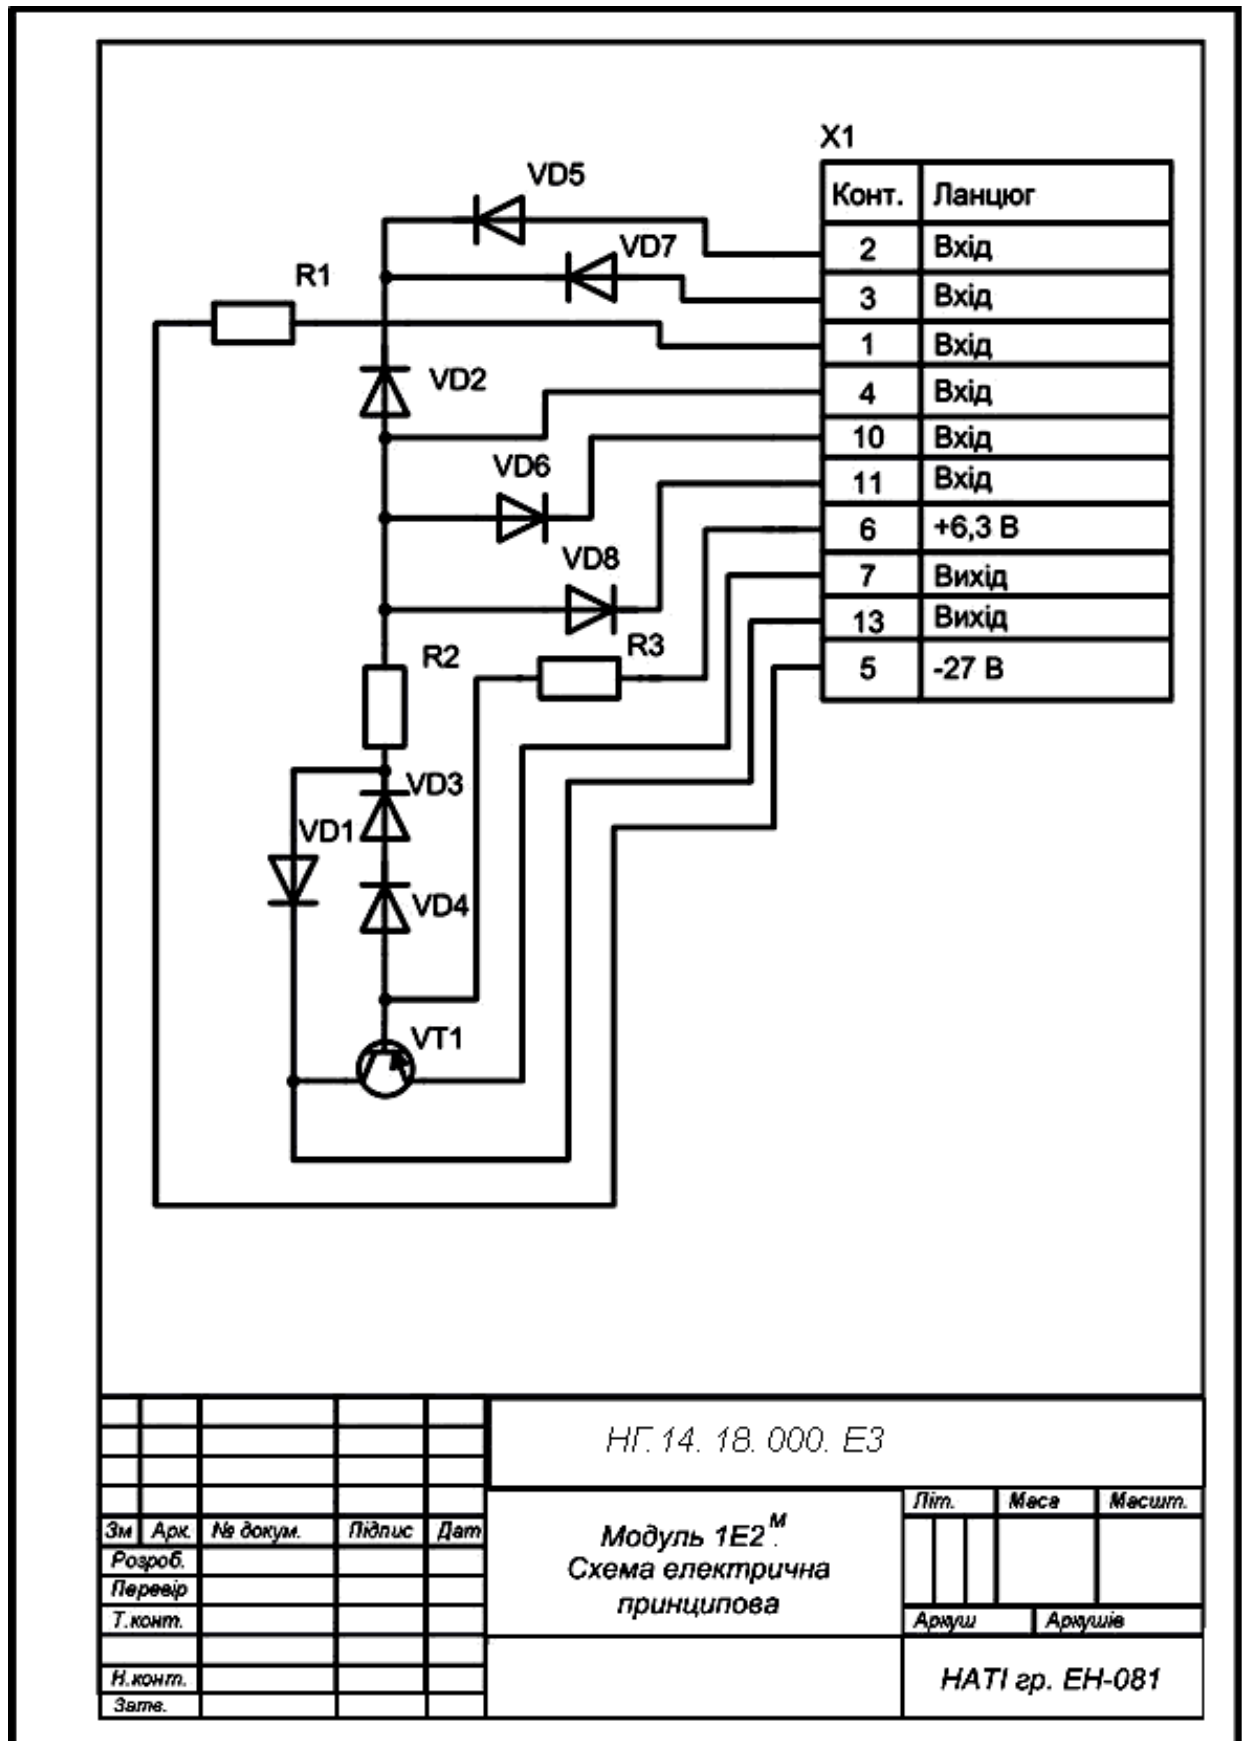 X1
Конт. Ланцюг
2 Вхід
3 Вхід
1 Вхід
4 Вхід
10 Вхід
11 Вхід
6 +6,3 В
7 Вихід
13 Вихід
5 -27 В
VD5
VD7
R1
VD2
VD6
VD8
R3
R2
VD3
VD1
VD4
VT1
НГ. 14. 18. 000. Е3
Літ. Маса Масшт.
Зм Арк. № докум. Підпис Дат
Модуль 1Е2 М.
Схема електрична
принципова
Розроб.
Перевір
Т.конт.
Аркуш Аркушів
Н.конт.
Затв.
НАТІ гр. ЕН-081